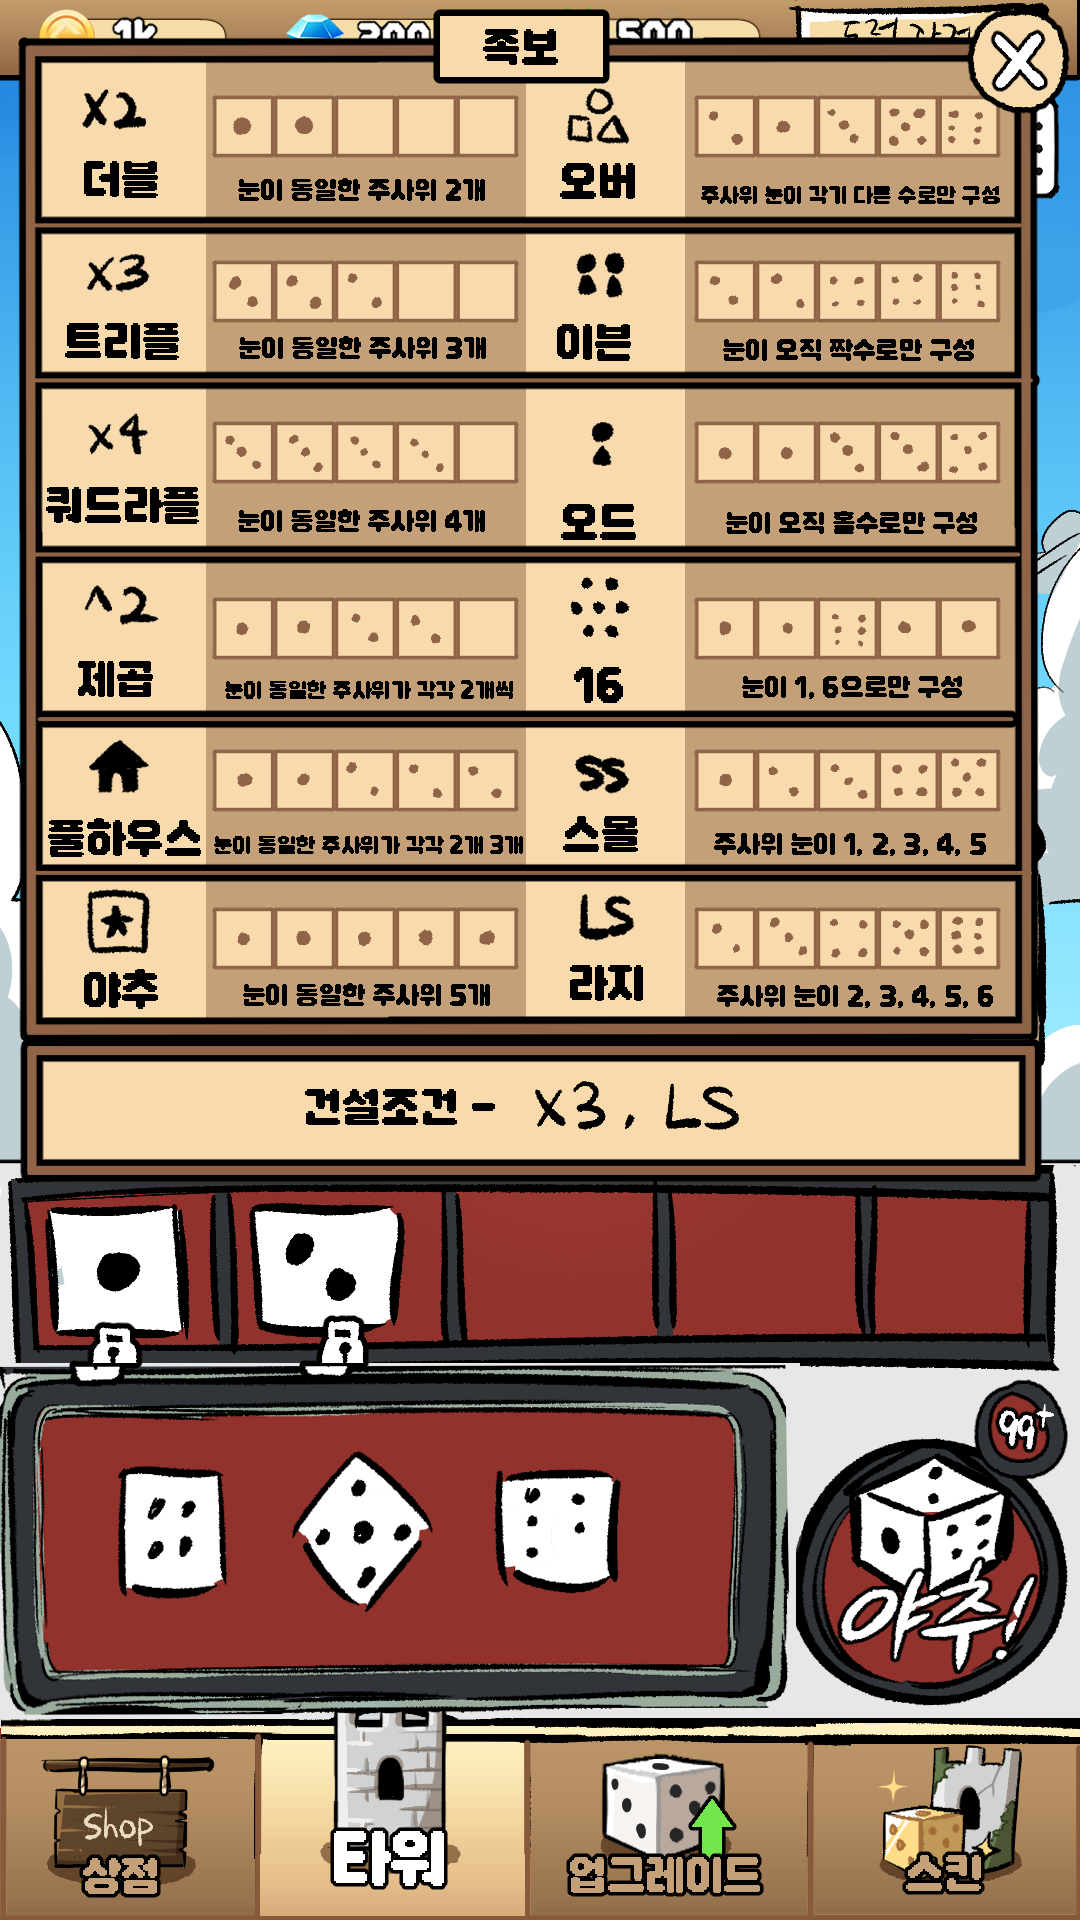 족보
x2
더블
눈이 동일한 주사위 2개
오버
주사위 눈이 각기 다른 수로만 구성
x3
트리플
눈이 동일한 주사위 3개
이븐
눈이 오직 짝수로만 구성
x4
쿼드라플
눈이 동일한 주사위 4개
오드
눈이 오직 홀수로만 구성
^2
제곱
눈이 동일한 주사위가 각각 2개씩
16
눈이 1, 6으로만 구성
풀하우스
눈이 동일한 주사위가 각각 2개 3개
SS
스몰
주사위 눈이 1, 2, 3, 4, 5
야추
눈이 동일한 주사위 5개
LS
라지
주사위 눈이 2, 3, 4, 5, 6
건설조건 - x3, LS
99+
야추!
Shop
상점
타워
업그레이드
스킨